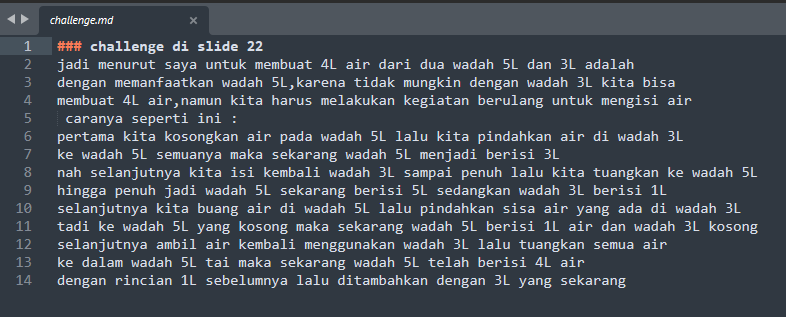 challenge.md
1 ### challenge di slide 22
2 jadi menurut saya untuk membuat 4L air dari dua wadah 5L dan 3L adalah
3 dengan memanfaatkan wadah 5L,karena tidak mungkin dengan wadah 3L kita bisa
4 membuat 4L air,namun kita harus melakukan kegiatan berulang untuk mengisi air
5 caranya seperti ini :
6 pertama kita kosongkan air pada wadah 5L lalu kita pindahkan air di wadah 3L
7 ke wadah 5L semuanya maka sekarang wadah 5L menjadi berisi 3L
8 nah selanjutnya kita isi kembali wadah 3L sampai penuh lalu kita tuangkan ke wadah 5L
9 hingga penuh jadi wadah 5L sekarang berisi 5L sedangkan wadah 3L berisi 1L
10 selanjutnya kita buang air di wadah 5L lalu pindahkan sisa air yang ada di wadah 3L
11 tadi ke wadah 5L yang kosong maka sekarang wadah 5L berisi 1L air dan wadah 3L kosong
12 selanjutnya ambil air kembali menggunakan wadah 3L lalu tuangkan semua air
13 ke dalam wadah 5L tai maka sekarang wadah 5L telah berisi 4L air
14 dengan rincian 1L sebelumnya lalu ditambahkan dengan 3L yang sekarang